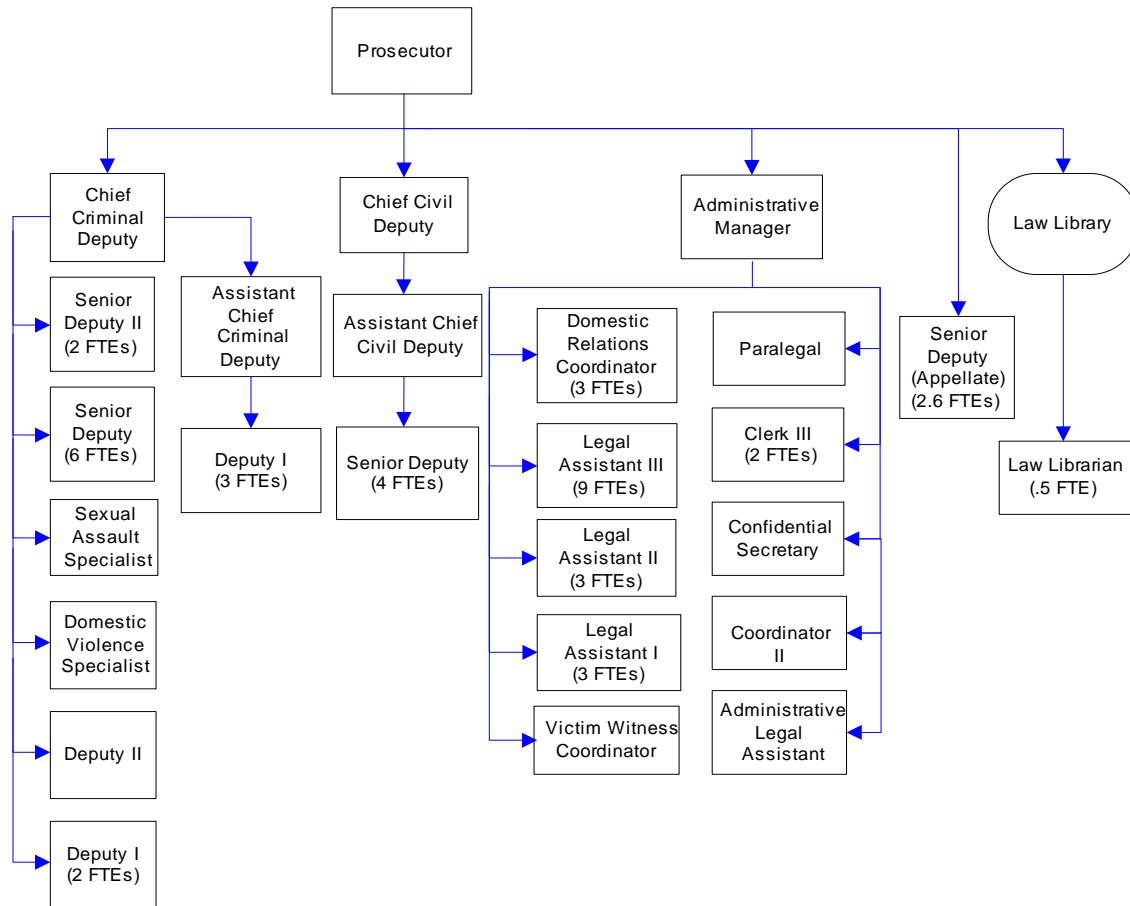 Prosecutor
Chief
Criminal
Deputy
Chief Civil
Deputy
Administrative
Manager
Law Library
Senior
Deputy II
(2 FTEs)
Assistant
Chief
Criminal
Deputy
Assistant Chief
Civil Deputy
Domestic
Relations
Coordinator
(3 FTEs)
Paralegal
Senior
Deputy
(Appellate)
(2.6 FTEs)
Senior
Deputy
(6 FTEs)
Deputy I
(3 FTEs)
Senior Deputy
(4 FTEs)
Legal
Assistant III
(9 FTEs)
Clerk III
(2 FTEs)
Law Librarian
(.5 FTE)
Sexual
Assault
Specialist
Legal
Assistant II
(3 FTEs)
Confidential
Secretary
Domestic
Violence
Specialist
Legal
Assistant I
(3 FTEs)
Coordinator
II
Deputy II
Victim Witness
Coordinator
Administrative
Legal
Assistant
Deputy I
(2 FTEs)